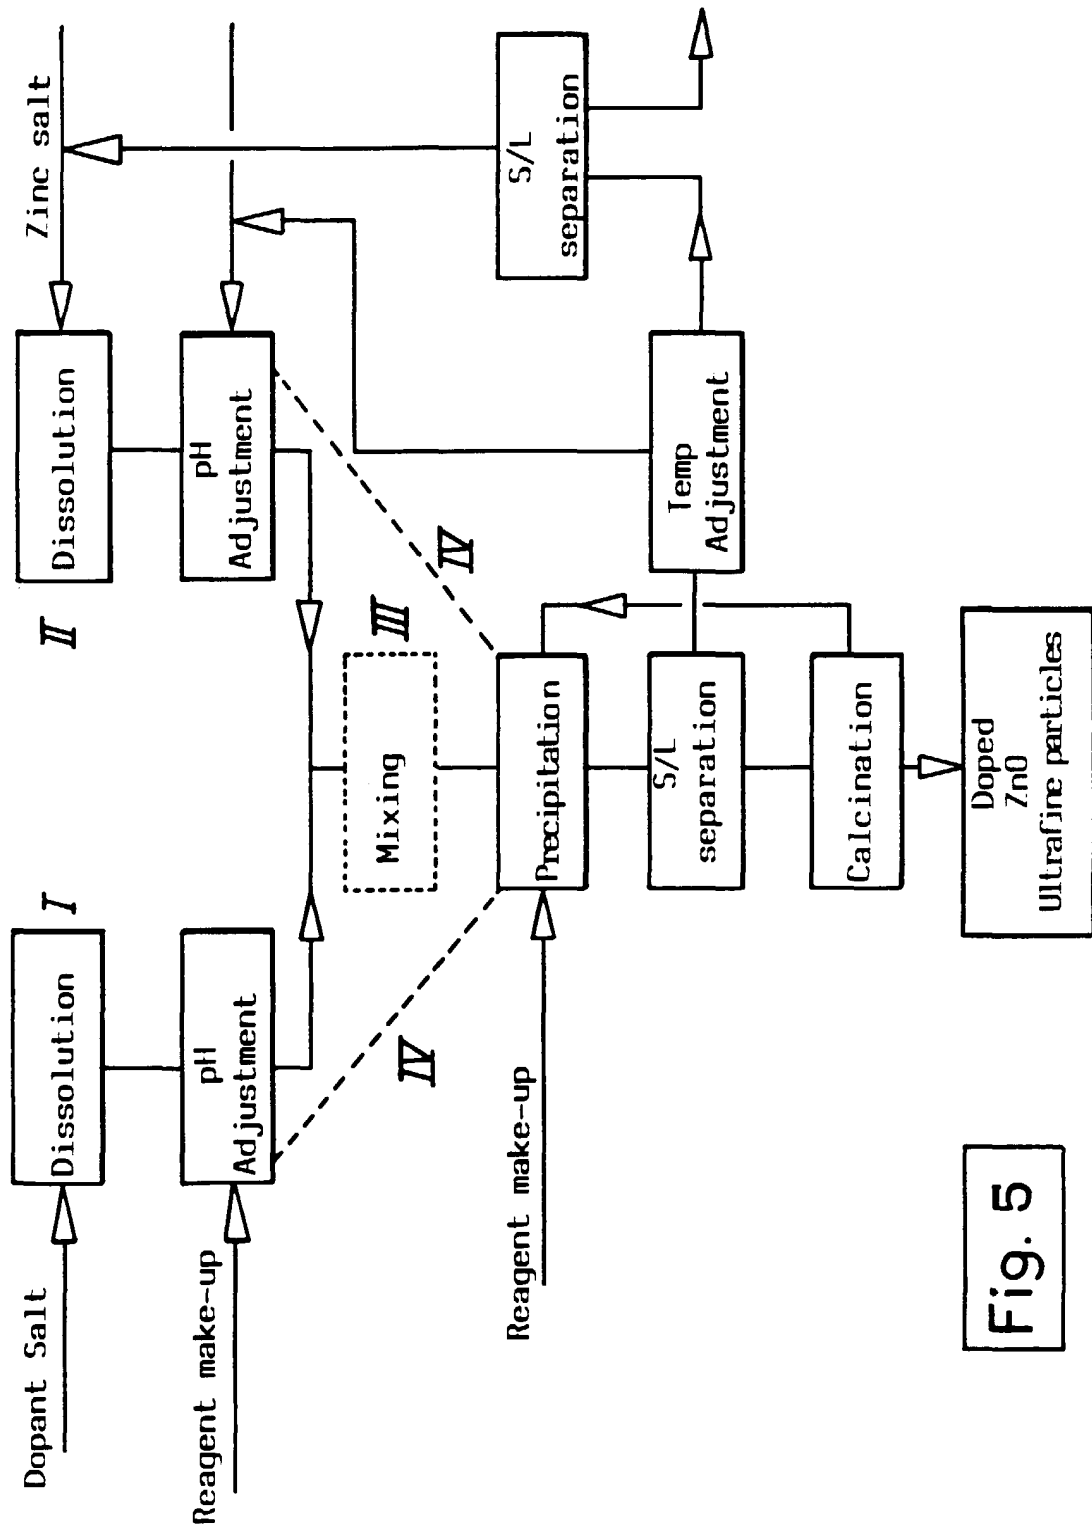 Dopant Salt
Dissolution
I
II
Dissolution
Zinc salt
Reagent make-up
pH
Adjustment
pH
Adjustment
III
Mixing
IV
IV
Reagent make-up
Precipitation
S/L
separation
S/L
separation
Temp
Adjustment
Calcination
Doped
ZnO
Ultrafine particles
Fig. 5